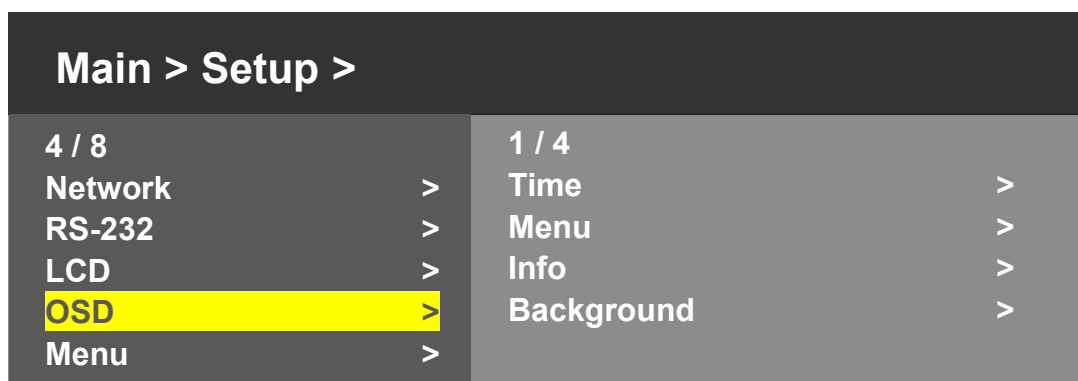 Main > Setup >
4 / 8
Network >
RS-232 >
LCD >
OSD >
Menu >
1 / 4
Time >
Menu >
Info >
Background >